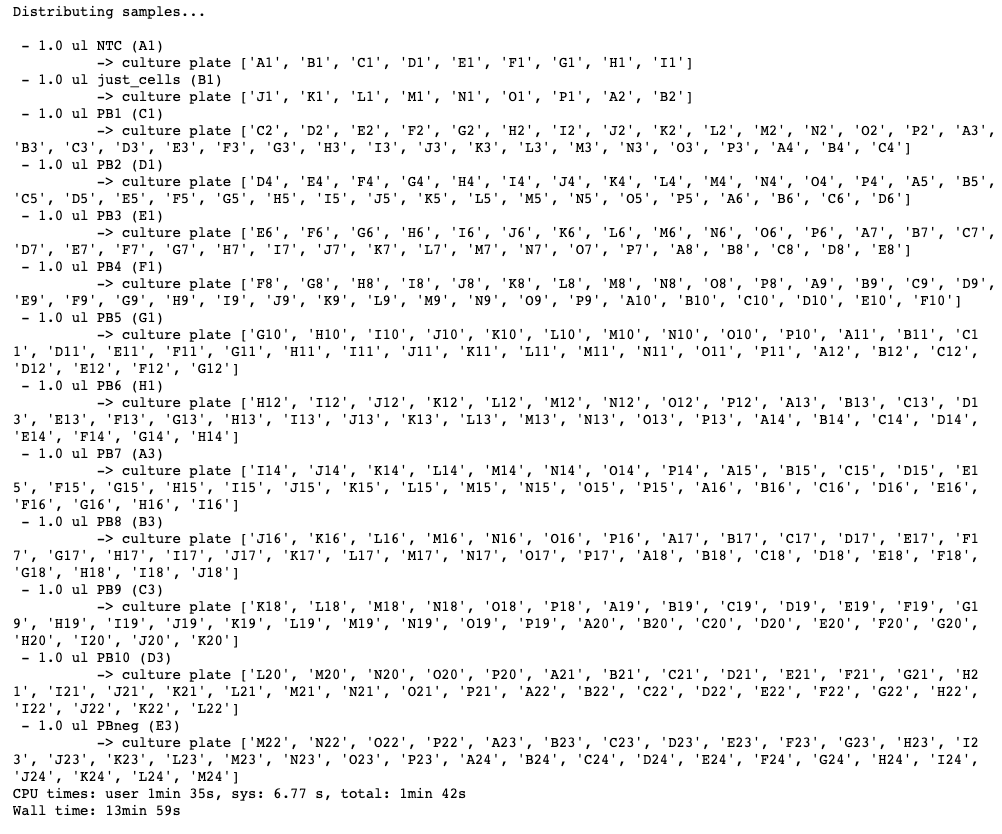 Distributing samples...
- 1.0 ul NTC (A1)
-> culture plate ['A1', 'B1', 'C1', 'D1', 'E1', 'F1', 'G1', 'H1', 'I1']
- 1.0 ul just_cells (B1)
-> culture plate ['J1', 'K1', 'L1', 'M1', 'N1', 'O1', 'P1', 'A2', 'B2']
- 1.0 ul PB1 (C1)
-> culture plate ['C2', 'D2', 'E2', 'F2', 'G2', 'H2', 'I2', 'J2', 'K2', 'L2', 'M2', 'N2', 'O2', 'P2', 'A3',
'B3', 'C3', 'D3', 'E3', 'F3', 'G3', 'H3', 'I3', 'J3', 'K3', 'L3', 'M3', 'N3', 'O3', 'P3', 'A4', 'B4', 'C4']
- 1.0 ul PB2 (D1)
-> culture plate ['D4', 'E4', 'F4', 'G4', 'H4', 'I4', 'J4', 'K4', 'L4', 'M4', 'N4', 'O4', 'P4', 'A5', 'B5',
'C5', 'D5', 'E5', 'F5', 'G5', 'H5', 'I5', 'J5', 'K5', 'L5', 'M5', 'N5', 'O5', 'P5', 'A6', 'B6', 'C6', 'D6']
- 1.0 ul PB3 (E1)
-> culture plate ['E6', 'F6', 'G6', 'H6', 'I6', 'J6', 'K6', 'L6', 'M6', 'N6', 'O6', 'P6', 'A7', 'B7', 'C7',
'D7', 'E7', 'F7', 'G7', 'H7', 'I7', 'J7', 'K7', 'L7', 'M7', 'N7', 'O7', 'P7', 'A8', 'B8', 'C8', 'D8', 'E8']
- 1.0 ul PB4 (F1)
-> culture plate ['F8', 'G8', 'H8', 'I8', 'J8', 'K8', 'L8', 'M8', 'N8', 'O8', 'P8', 'A9', 'B9', 'C9', 'D9',
'E9', 'F9', 'G9', 'H9', 'I9', 'J9', 'K9', 'L9', 'M9', 'N9', 'O9', 'P9', 'A10', 'B10', 'C10', 'D10', 'E10', 'F10']
- 1.0 ul PB5 (G1)
-> culture plate ['G10', 'H10', 'I10', 'J10', 'K10', 'L10', 'M10', 'N10', 'O10', 'P10', 'A11', 'B11', 'C1
1', 'D11', 'E11', 'F11', 'G11', 'H11', 'I11', 'J11', 'K11', 'L11', 'M11', 'N11', 'O11', 'P11', 'A12', 'B12', 'C12',
'D12', 'E12', 'F12', 'G12']
- 1.0 ul PB6 (H1)
-> culture plate ['H12', 'I12', 'J12', 'K12', 'L12', 'M12', 'N12', 'O12', 'P12', 'A13', 'B13', 'C13', 'D1
3', 'E13', 'F13', 'G13', 'H13', 'I13', 'J13', 'K13', 'L13', 'M13', 'N13', 'O13', 'P13', 'A14', 'B14', 'C14', 'D14',
'E14', 'F14', 'G14', 'H14']
- 1.0 ul PB7 (A3)
-> culture plate ['I14', 'J14', 'K14', 'L14', 'M14', 'N14', 'O14', 'P14', 'A15', 'B15', 'C15', 'D15', 'E1
5', 'F15', 'G15', 'H15', 'I15', 'J15', 'K15', 'L15', 'M15', 'N15', 'O15', 'P15', 'A16', 'B16', 'C16', 'D16', 'E16',
'F16', 'G16', 'H16', 'I16']
- 1.0 ul PB8 (B3)
-> culture plate ['J16', 'K16', 'L16', 'M16', 'N16', 'O16', 'P16', 'A17', 'B17', 'C17', 'D17', 'E17', 'F1
7', 'G17', 'H17', 'I17', 'J17', 'K17', 'L17', 'M17', 'N17', 'O17', 'P17', 'A18', 'B18', 'C18', 'D18', 'E18', 'F18',
'G18', 'H18', 'I18', 'J18']
- 1.0 ul PB9 (C3)
-> culture plate ['K18', 'L18', 'M18', 'N18', 'O18', 'P18', 'A19', 'B19', 'C19', 'D19', 'E19', 'F19', 'G1
9', 'H19', 'I19', 'J19', 'K19', 'L19', 'M19', 'N19', 'O19', 'P19', 'A20', 'B20', 'C20', 'D20', 'E20', 'F20', 'G20',
'H20', 'I20', 'J20', 'K20']
- 1.0 ul PB10 (D3)
-> culture plate ['L20', 'M20', 'N20', 'O20', 'P20', 'A21', 'B21', 'C21', 'D21', 'E21', 'F21', 'G21', 'H2
1', 'I21', 'J21', 'K21', 'L21', 'M21', 'N21', 'O21', 'P21', 'A22', 'B22', 'C22', 'D22', 'E22', 'F22', 'G22', 'H22',
'I22', 'J22', 'K22', 'L22']
- 1.0 ul PBneg (E3)
-> culture plate ['M22', 'N22', 'O22', 'P22', 'A23', 'B23', 'C23', 'D23', 'E23', 'F23', 'G23', 'H23', 'I2
3', 'J23', 'K23', 'L23', 'M23', 'N23', 'O23', 'P23', 'A24', 'B24', 'C24', 'D24', 'E24', 'F24', 'G24', 'H24', 'I24',
'J24', 'K24', 'L24', 'M24']
CPU times: user 1min 35s, sys: 6.77 s, total: 1min 42s
Wall time: 13min 59s